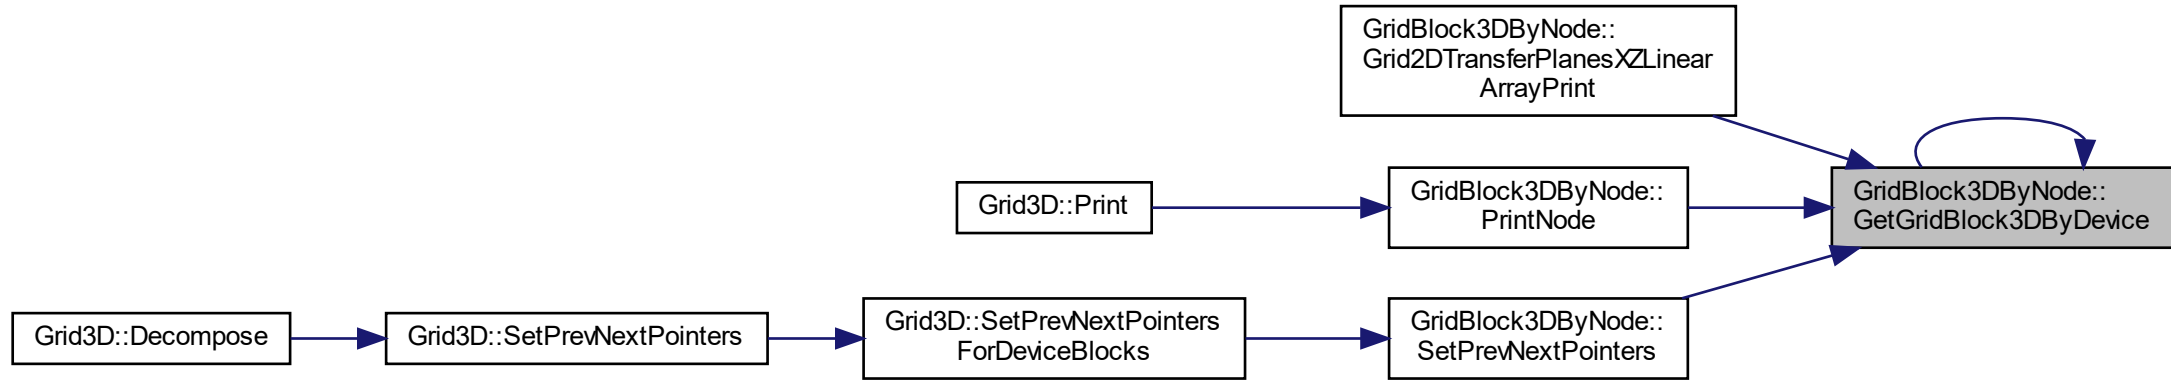 GridBlock3DByNode::
Grid2DTransferPlanesXZLinear
ArrayPrint
Grid3D::Print
GridBlock3DByNode::
PrintNode
GridBlock3DByNode::
GetGridBlock3DByDevice
Grid3D::Decompose
Grid3D::SetPrevNextPointers
Grid3D::SetPrevNextPointers
ForDeviceBlocks
GridBlock3DByNode::
SetPrevNextPointers